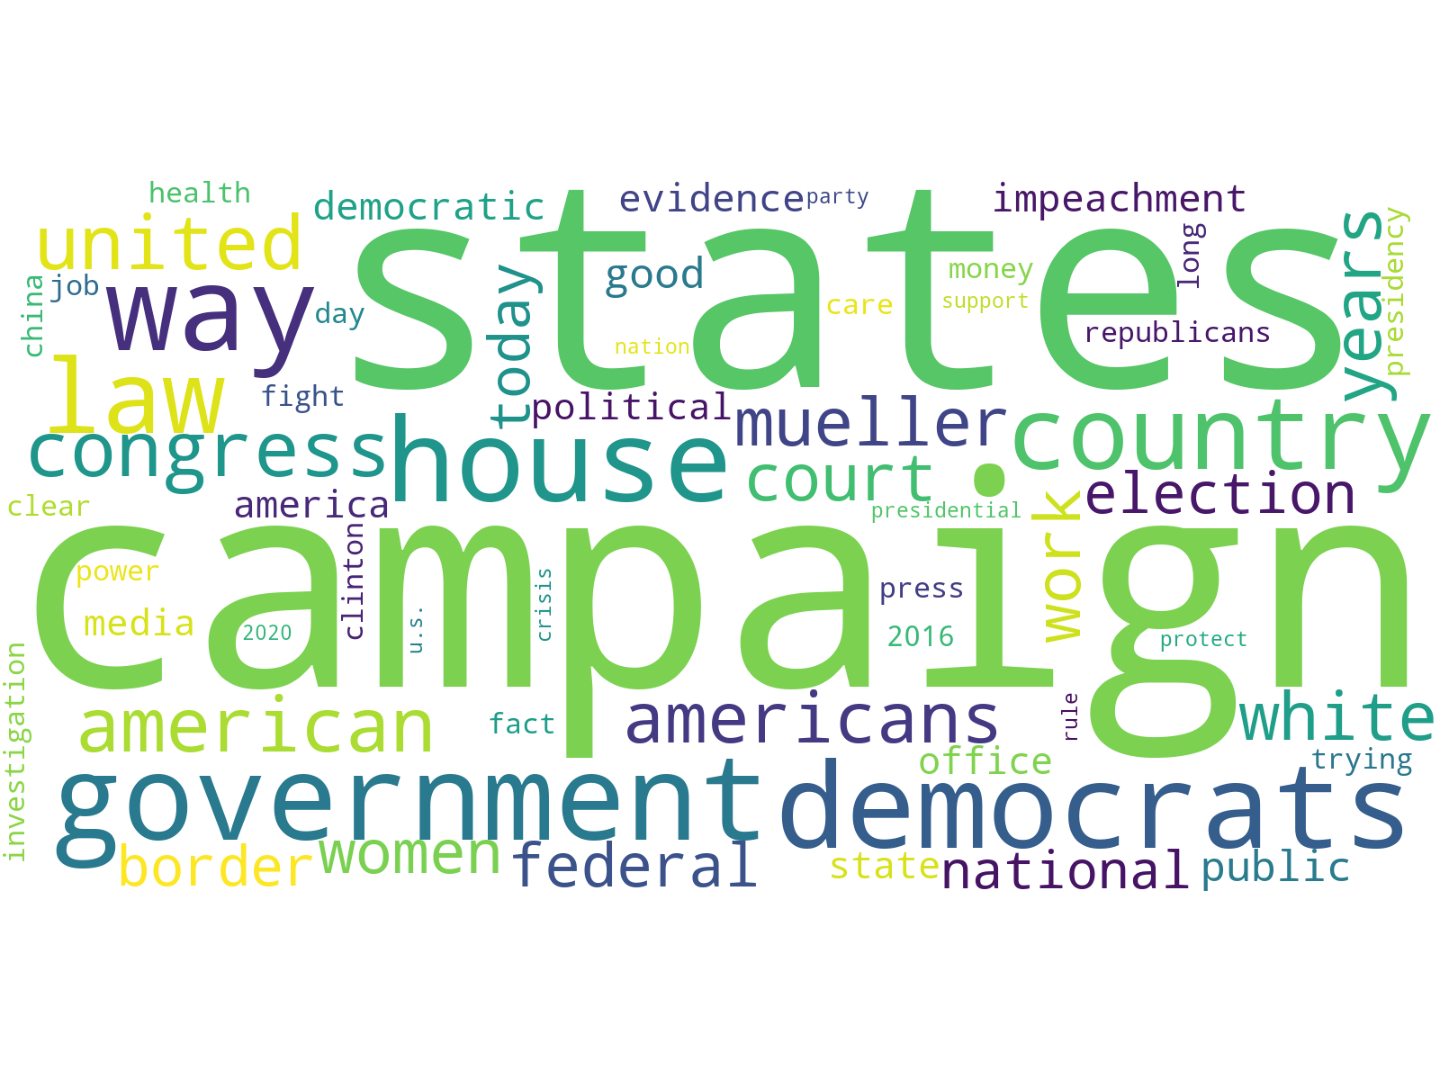 health
democratic
evidence
party
impeachment
united
states
years
presidency
long
china
job
way
day
today
good
money
care
support
republicans
nation
law
fight
political
mueller
country
congress
house
court
election
clear
america
presidential
work
campaign
clinton
power
media
2020
u.s.
crisis
press
2016
protect
investigation
american
fact
americans
rule
white
office
trying
government
democrats
border
women
federal
state
national
public